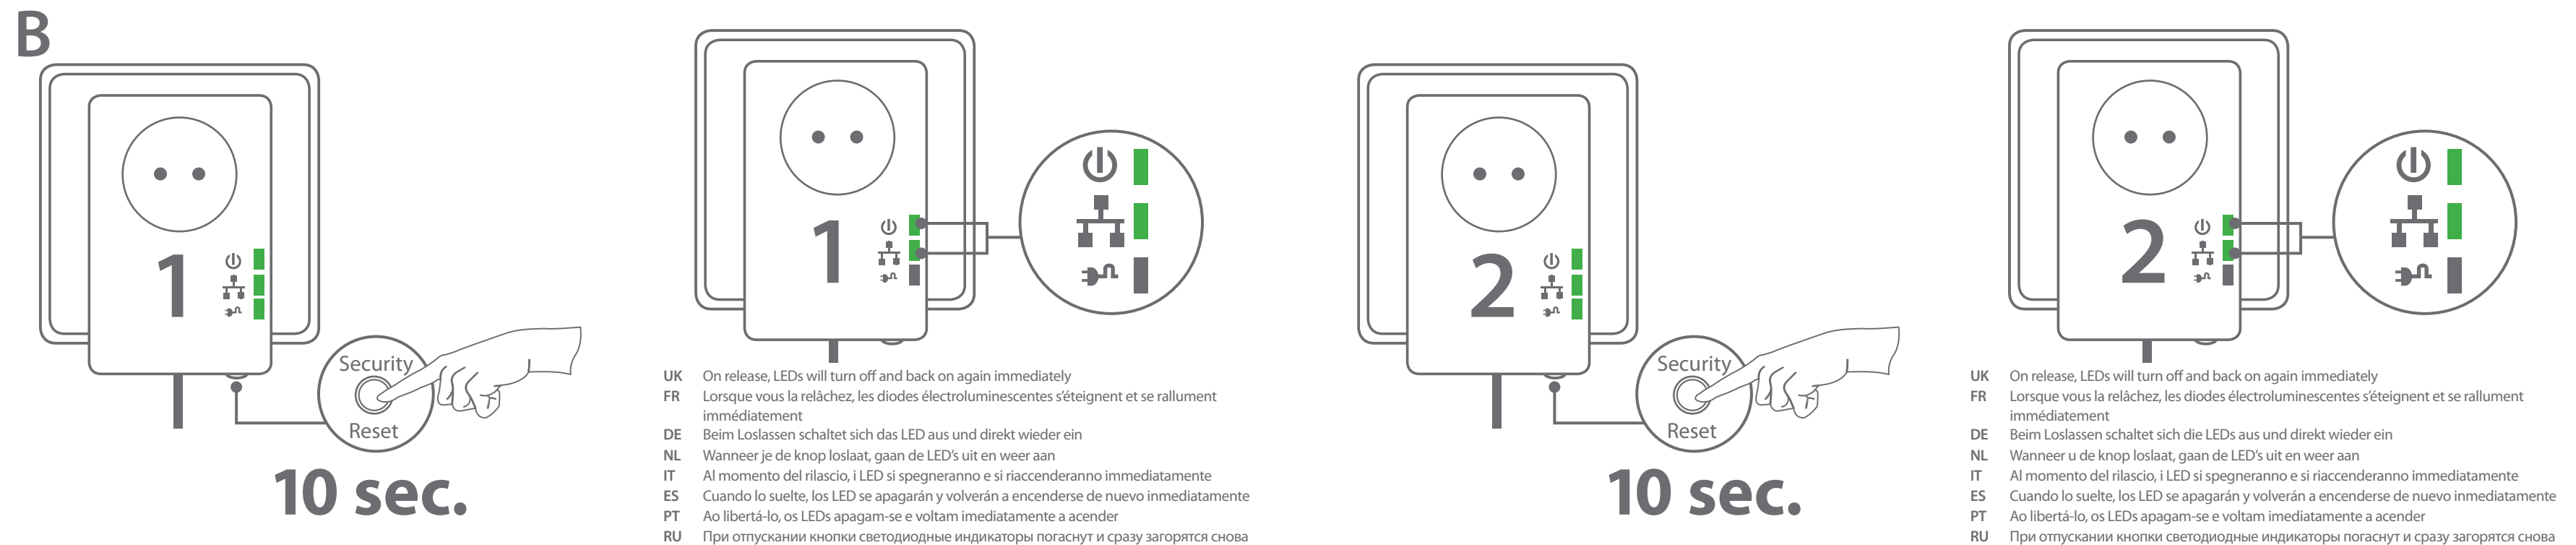 B
1
Security
Reset
10 sec.
1
UK On release, LEDs will turn off and back on again immediately
FR Lorsque vous la relâchez, les diodes électroluminescentes s’éteignent et se rallument
immédiatement
DE Beim Loslassen schaltet sich das LED aus und direkt wieder ein
NL Wanneer je de knop loslaat, gaan de LED’s uit en weer aan
IT Al momento del rilascio, i LED si spegneranno e si riaccenderanno immediatamente
ES Cuando lo suelte, los LED se apagarán y volverán a encenderse de nuevo inmediatamente
PT Ao libertá-lo, os LEDs apagam-se e voltam imediatamente a acender
RU При отпускании кнопки светодиодные индикаторы погаснут и сразу загорятся снова
2
Security
Reset
10 sec.
2
UK On release, LEDs will turn off and back on again immediately
FR Lorsque vous la relâchez, les diodes électroluminescentes s’éteignent et se rallument
immédiatement
DE Beim Loslassen schaltet sich die LEDs aus und direkt wieder ein
NL Wanneer u de knop loslaat, gaan de LED’s uit en weer aan
IT Al momento del rilascio, i LED si spegneranno e si riaccenderanno immediatamente
ES Cuando lo suelte, los LED se apagarán y volverán a encenderse de nuevo inmediatamente
PT Ao libertá-lo, os LEDs apagam-se e voltam imediatamente a acender
RU При отпускании кнопки светодиодные индикаторы погаснут и сразу загорятся снова